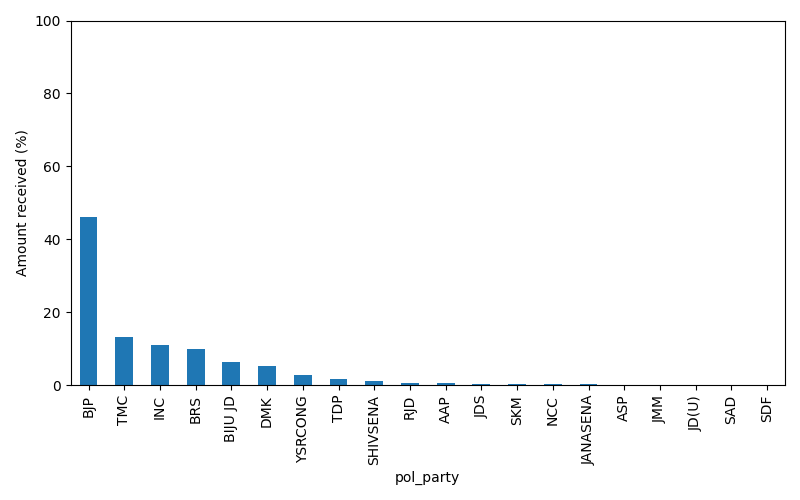 100
80
60
40
20
0
Amount received (%)
BJP
TMC
INC
BRS
BIJU JD
DMK
YSRCONG
TDP
SHIVSENA
RJD
AAP
JDS
SKM
NCC
JANASENA
ASP
JMM
JD(U)
SAD
SDF
pol_party